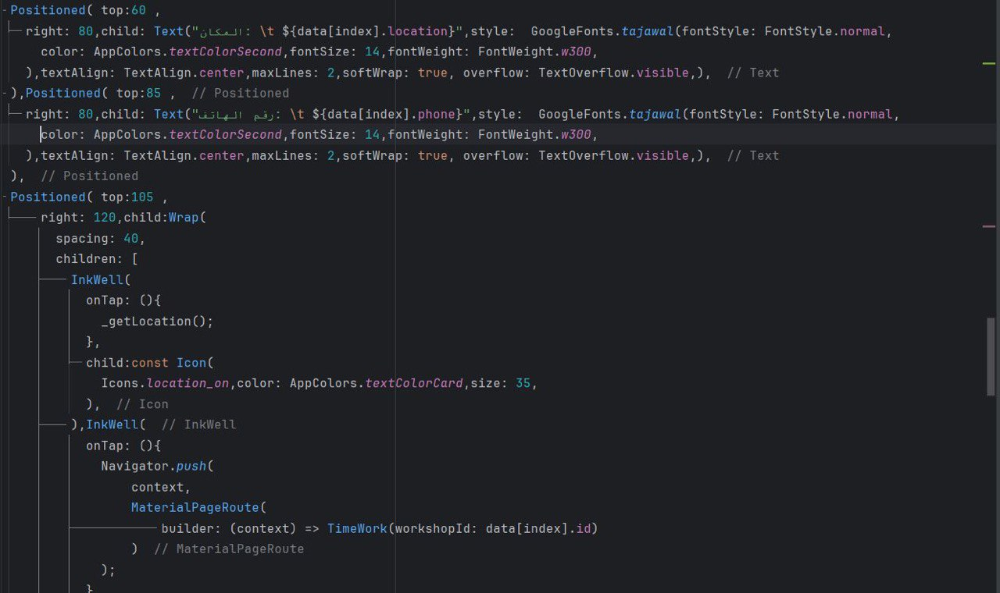 Positioned( top:60 ,
right: 80,child: Text("المكان: \t ${data[index].location}",style:  GoogleFonts.tajawal(fontStyle: FontStyle.normal,
color: AppColors.textColorSecond,fontSize: 14,fontWeight: FontWeight.w300,
),textAlign: TextAlign.center,maxLines: 2,softWrap: true, overflow: TextOverflow.visible,),  // Text
),Positioned( top:85 ,  // Positioned
right: 80,child: Text("رقم الهاتف: \t ${data[index].phone}",style:  GoogleFonts.tajawal(fontStyle: FontStyle.normal,
color: AppColors.textColorSecond,fontSize: 14,fontWeight: FontWeight.w300,
),textAlign: TextAlign.center,maxLines: 2,softWrap: true, overflow: TextOverflow.visible,),  // Text
),  // Positioned
Positioned( top:105 ,
right: 120,child:Wrap(
spacing: 40,
children: [
InkWell(
onTap: (){
_getLocation();
},
child:const Icon(
Icons.location_on,color: AppColors.textColorCard,size: 35,
),  // Icon
),InkWell(  // InkWell
onTap: (){
Navigator.push(
context,
MaterialPageRoute(
builder: (context) => TimeWork(workshopId: data[index].id)
)  // MaterialPageRoute
);
}